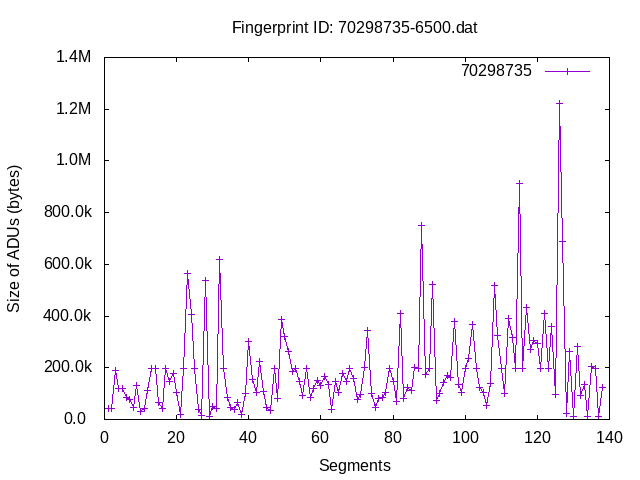 Fingerprint ID: 70298735-6500.dat
1.4M
70298735
1.2M
1.0M
800.0k
600.0k
400.0k
200.0k
0.0
Size of ADUs (bytes)
0 20 40 60 80 100 120 140
Segments